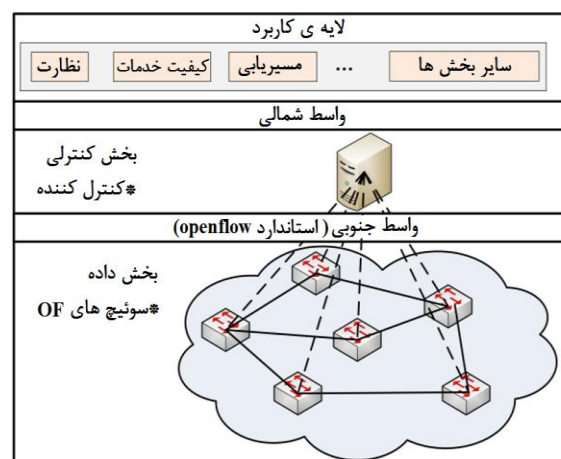 لایه ی کاربرد
سایر بخش ها ... مسیریابی کیفیت خدمات نظارت
واسط شمالی
بخش کنترلی
*کنترل کننده
واسط جنوبی( استاندارد openflow)
بخش داده
*سوئیچ های OF